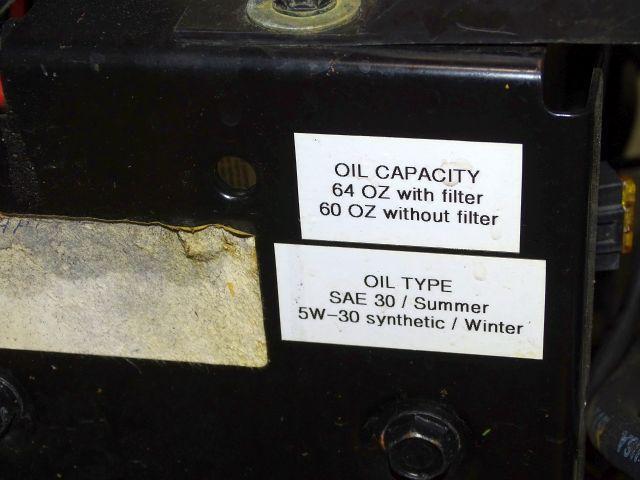 OIL CAPACITY
64 OZ with filter
60 OZ without filter
OIL TYPE
SAE 30 / Summer
5W-30 synthetic / Winter